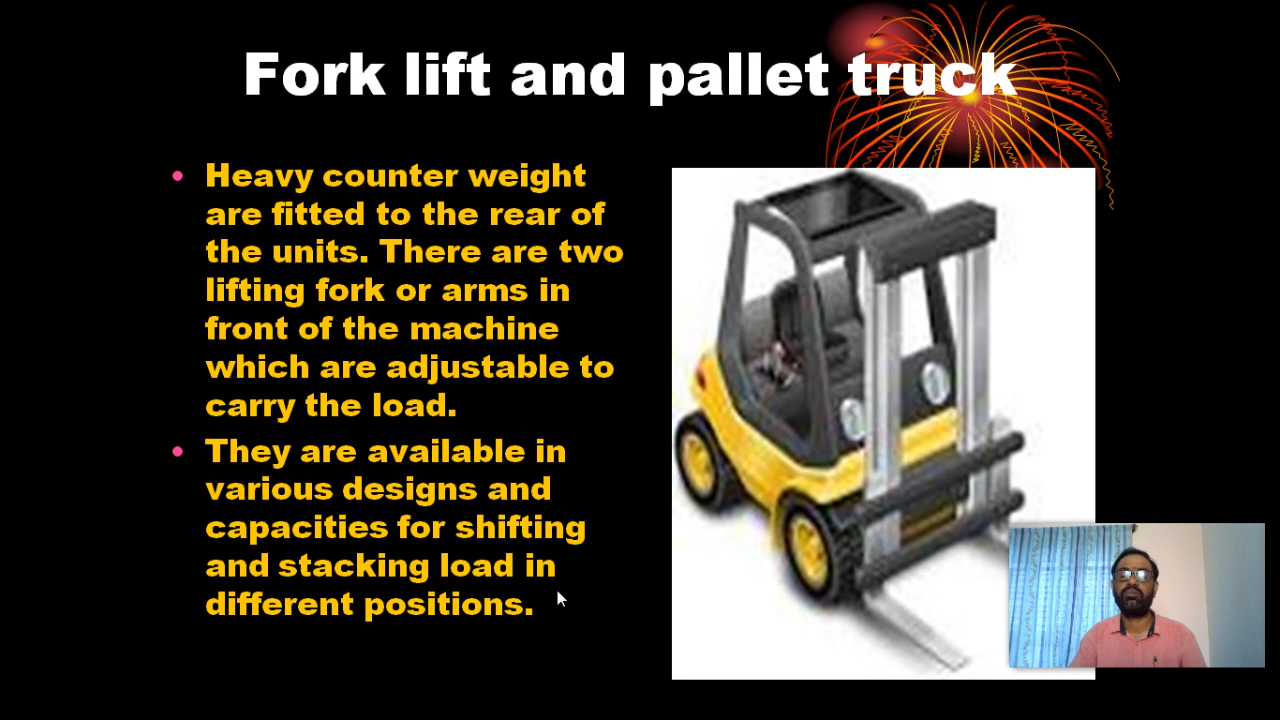 Fork lift and pallet truck
• Heavy counter weight
are fitted to the rear of
the units. There are two
lifting fork or arms in
front of the machine
which are adjustable to
carry the load.
• They are available in
various designs and
capacities for shifting
and stacking load in
different positions.